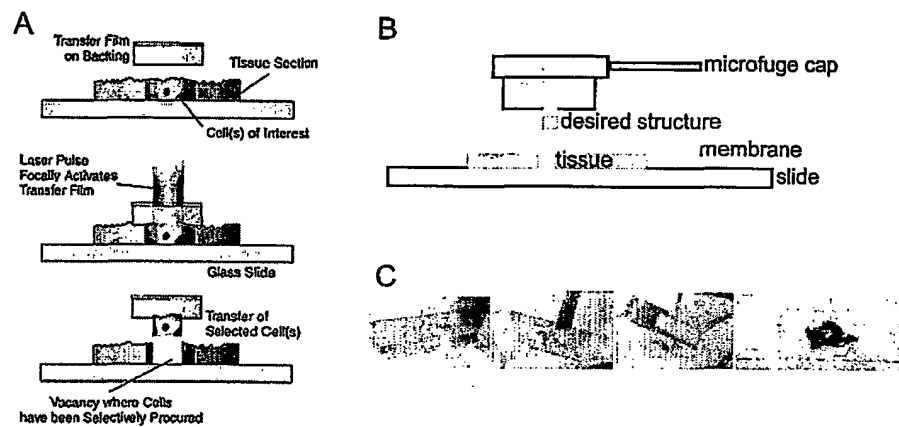 A
Transfer Film
on Backing
Tissue Section
Cell(s) of Interest
Laser Pulse
Focally Activates
Transfer Film
Glass Slide
Transfer of
Selected Cell(s)
Vacancy where Cells
have been Selectively Procured
B
microfuge cap
desired structure
tissue
membrane
slide
C